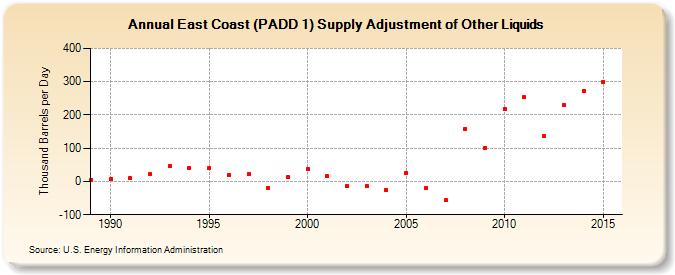 Annual East Coast (PADD 1) Supply Adjustment of Other Liquids
Thousand Barrels per Day
400
300
200
100
0
-100
1990 1995 2000 2005 2010 2015
Source: U.S. Energy Information Administration